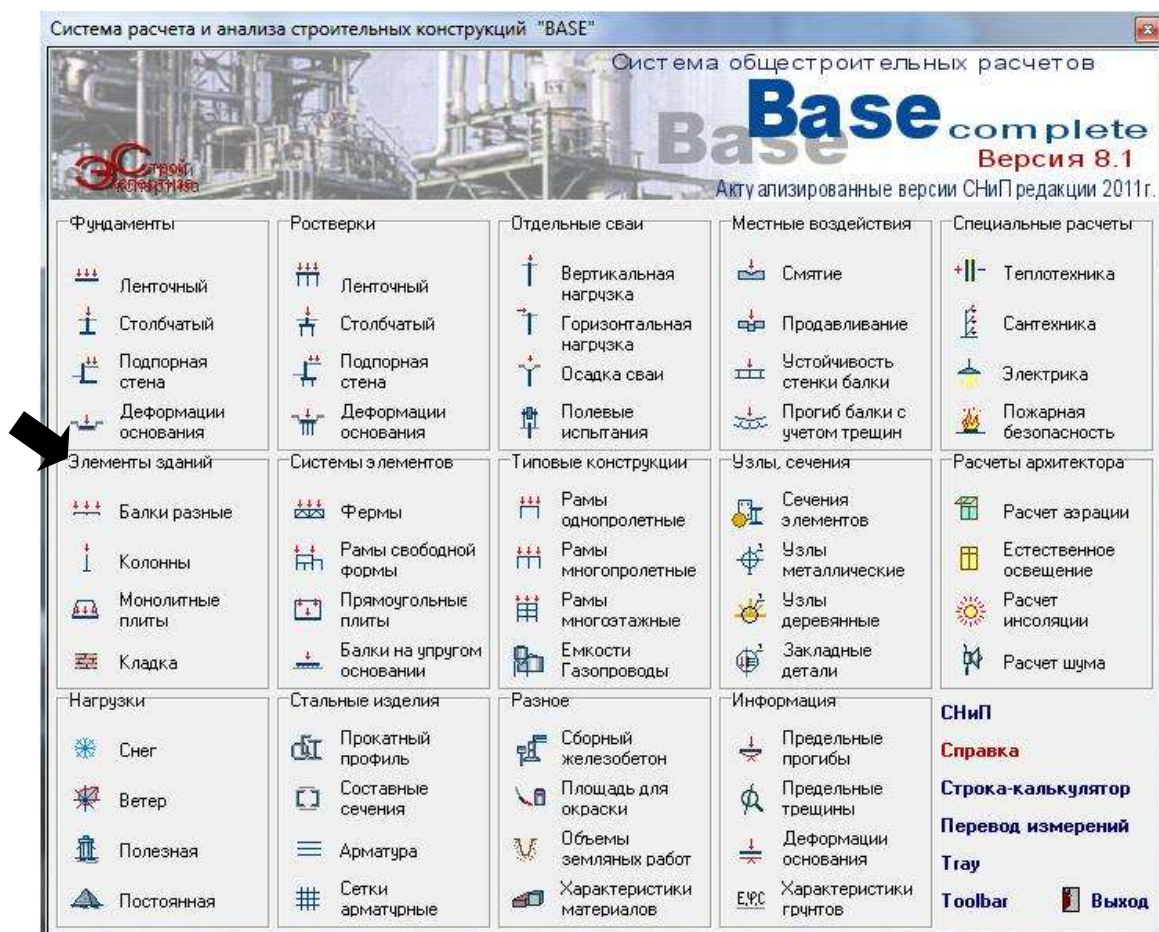 Система расчета и анализа строительных конструкций "BASE"
Система общестроительных расчетов
Base complete
Base
Версия 8.1
Актуализированные версии СНиП редакции 2011г.
ЭСтрой
Экспертиза
Фундаменты
Ленточный
Столбчатый
Подпорная
стена
Деформации
основания
Ростверки
Ленточный
Столбчатый
Подпорная
стена
Деформации
основания
Отдельные сваи
Вертикальная
нагрузка
Горизонтальная
нагрузка
Осадка сваи
Полевые
испытания
Местные воздействия
Смятие
Продавливание
Устойчивость
стенки балки
Прогиб балки с
учетом трещин
Специальные расчеты
Теплотехника
Сантехника
Электрика
Пожарная
безопасность
Элементы зданий
Балки разные
Колонны
Монолитные
плиты
Кладка
Системы элементов
Фермы
Рамы свободной
формы
Прямоугольные
плиты
Балки на упругом
основании
Типовые конструкции
Рамы
однопролетные
Рамы
многопролетные
Рамы
многоэтажные
Емкости
Газопроводы
Узлы, сечения
Сечения
элементов
Узлы
металлические
Узлы
деревянные
Закладные
детали
Расчеты архитектора
Расчет аэрации
Естественное
освещение
Расчет
инсоляции
Расчет шума
Нагрузки
Снег
Ветер
Полезная
Постоянная
Стальные изделия
Прокатный
профиль
Составные
сечения
Арматура
Сетки
арматурные
Разное
Сборный
железобетон
Площадь для
окраски
Объемы
земляных работ
Характеристики
материалов
Информация
Предельные
прогибы
Предельные
трещины
Деформации
основания
E,φ,C
Характеристики
грунтов
СНиП
Справка
Строка-калькулятор
Перевод измерений
Tray
Toolbar
Выход